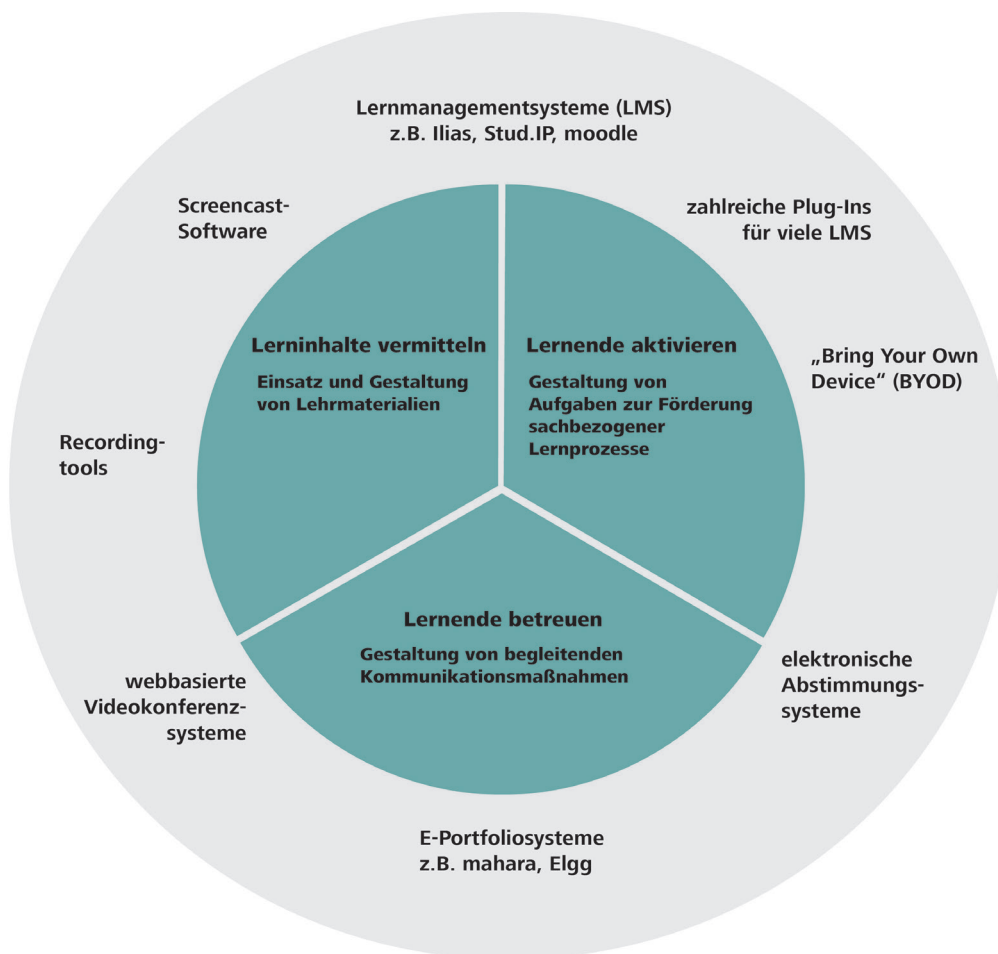 Lernmanagementsysteme (LMS)
z.B. Ilias, Stud.IP, moodle
Screencast-
Software
zahlreiche Plug-Ins
für viele LMS
Lerninhalte vermitteln
Einsatz und Gestaltung
von Lehrmaterialien
Lernende aktivieren
Gestaltung von
Aufgaben zur Förderung
sachbezogener
Lernprozesse
„Bring Your Own
Device“ (BYOD)
Recording-
tools
Lernende betreuen
Gestaltung von begleitenden
Kommunikationsmaßnahmen
webbasierte
Videokonferenz-
systeme
elektronische
Abstimmungs-
systeme
E-Portfoliosysteme
z.B. mahara, Elgg